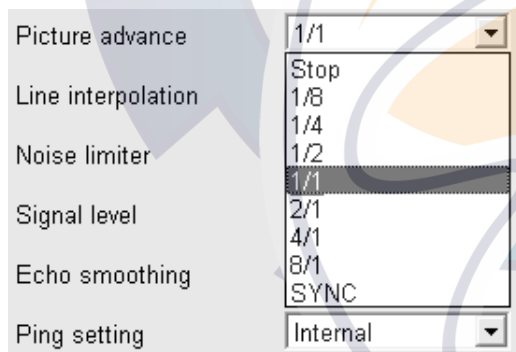 Picture advance 1/1
Stop
Line interpolation 1/8
1/4
Noise limiter 1/2
1/1
Signal level 2/1
4/1
Echo smoothing 8/1
SYNC
Ping setting Internal